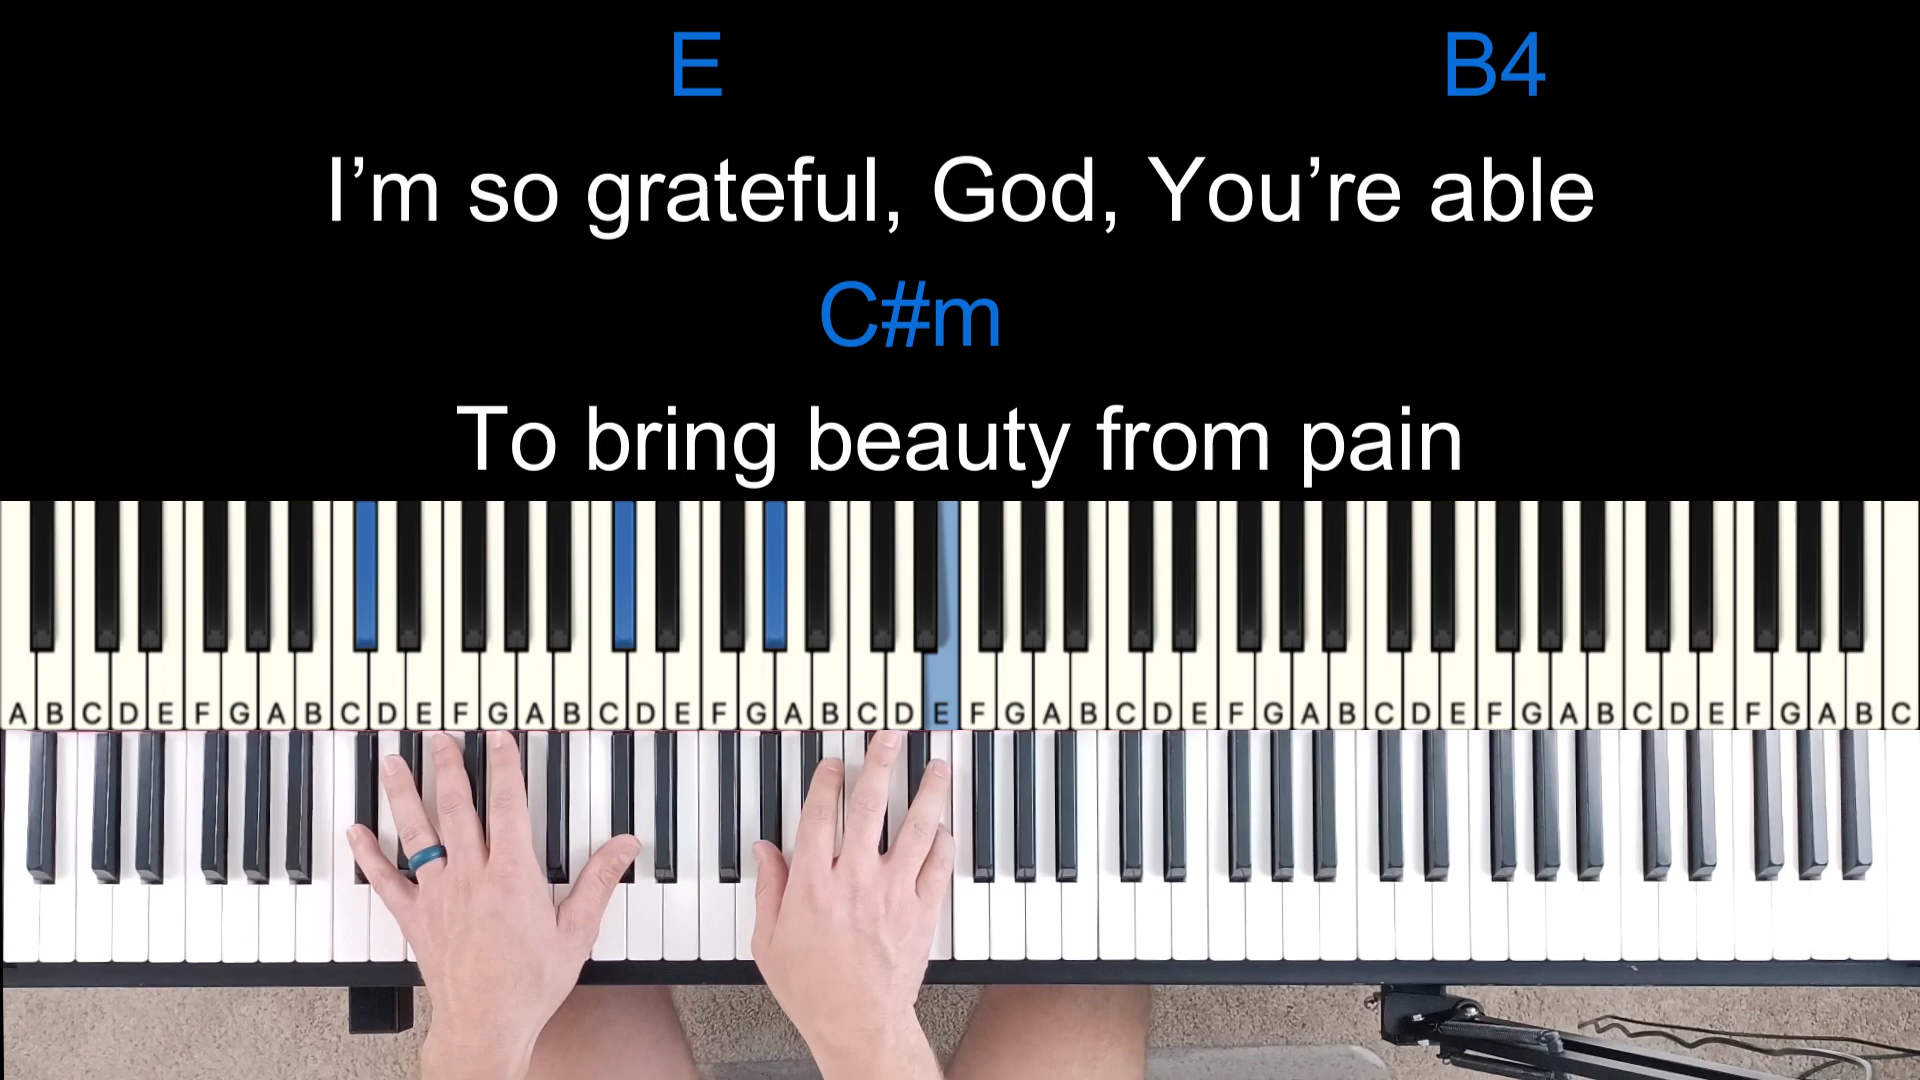 E B4
I’m so grateful, God, You’re able
C#m
To bring beauty from pain
A B C D E F G A B C D E F G A B C D E F G A B C D E F G A B C D E F G A B C D E F G A B C D E F G A B C